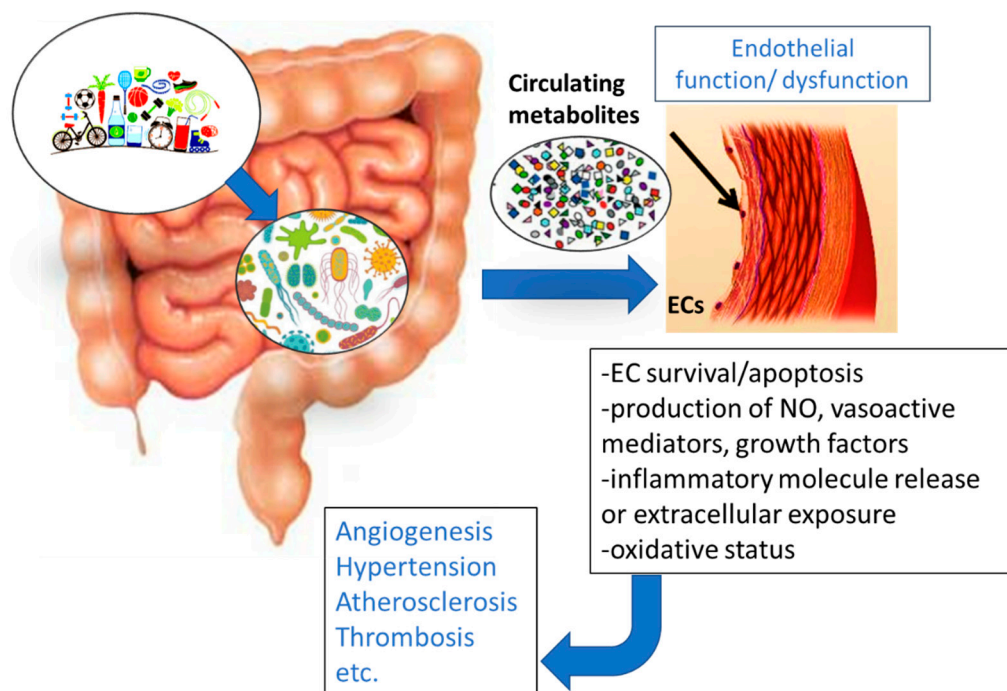 Endothelial
function/ dysfunction
Circulating
metabolites
ECs
-EC survival/apoptosis
-production of NO, vasoactive
mediators, growth factors
-inflammatory molecule release
or extracellular exposure
-oxidative status
Angiogenesis
Hypertension
Atherosclerosis
Thrombosis
etc.